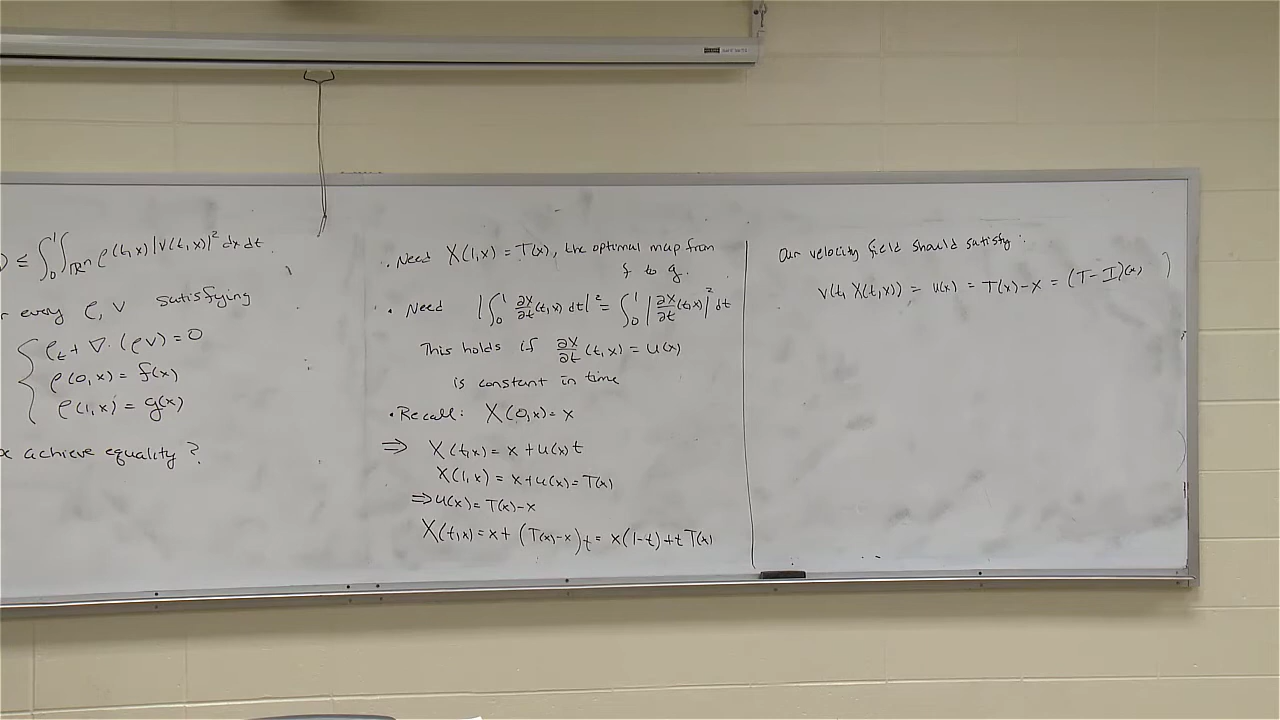 ) ≤ ∫₀¹∫_ℝⁿ ρ(t,x)|V(t,x)|² dx dt.
r every ρ, V satisfying
{ ρ_t + ∇·(ρV) = 0
ρ(0,x) = f(x)
ρ(1,x) = g(x)
achieve equality?
• Need X(1,x) = T(x), the optimal map from
f to g.
• Need |∫₀¹ ∂X/∂t (t,x) dt|² = ∫₀¹ |∂X/∂t (t,x)|² dt
This holds if ∂X/∂t (t,x) = u(x)
is constant in time
• Recall: X(0,x) = x
⇒ X(t,x) = x + u(x)t
X(1,x) = x + u(x) = T(x)
⇒ u(x) = T(x) - x
X(t,x) = x + (T(x)-x)t = x(1-t) + tT(x)
Our velocity field should satisfy:
V(t, X(t,x)) = u(x) = T(x) - x = (T - I)(x)